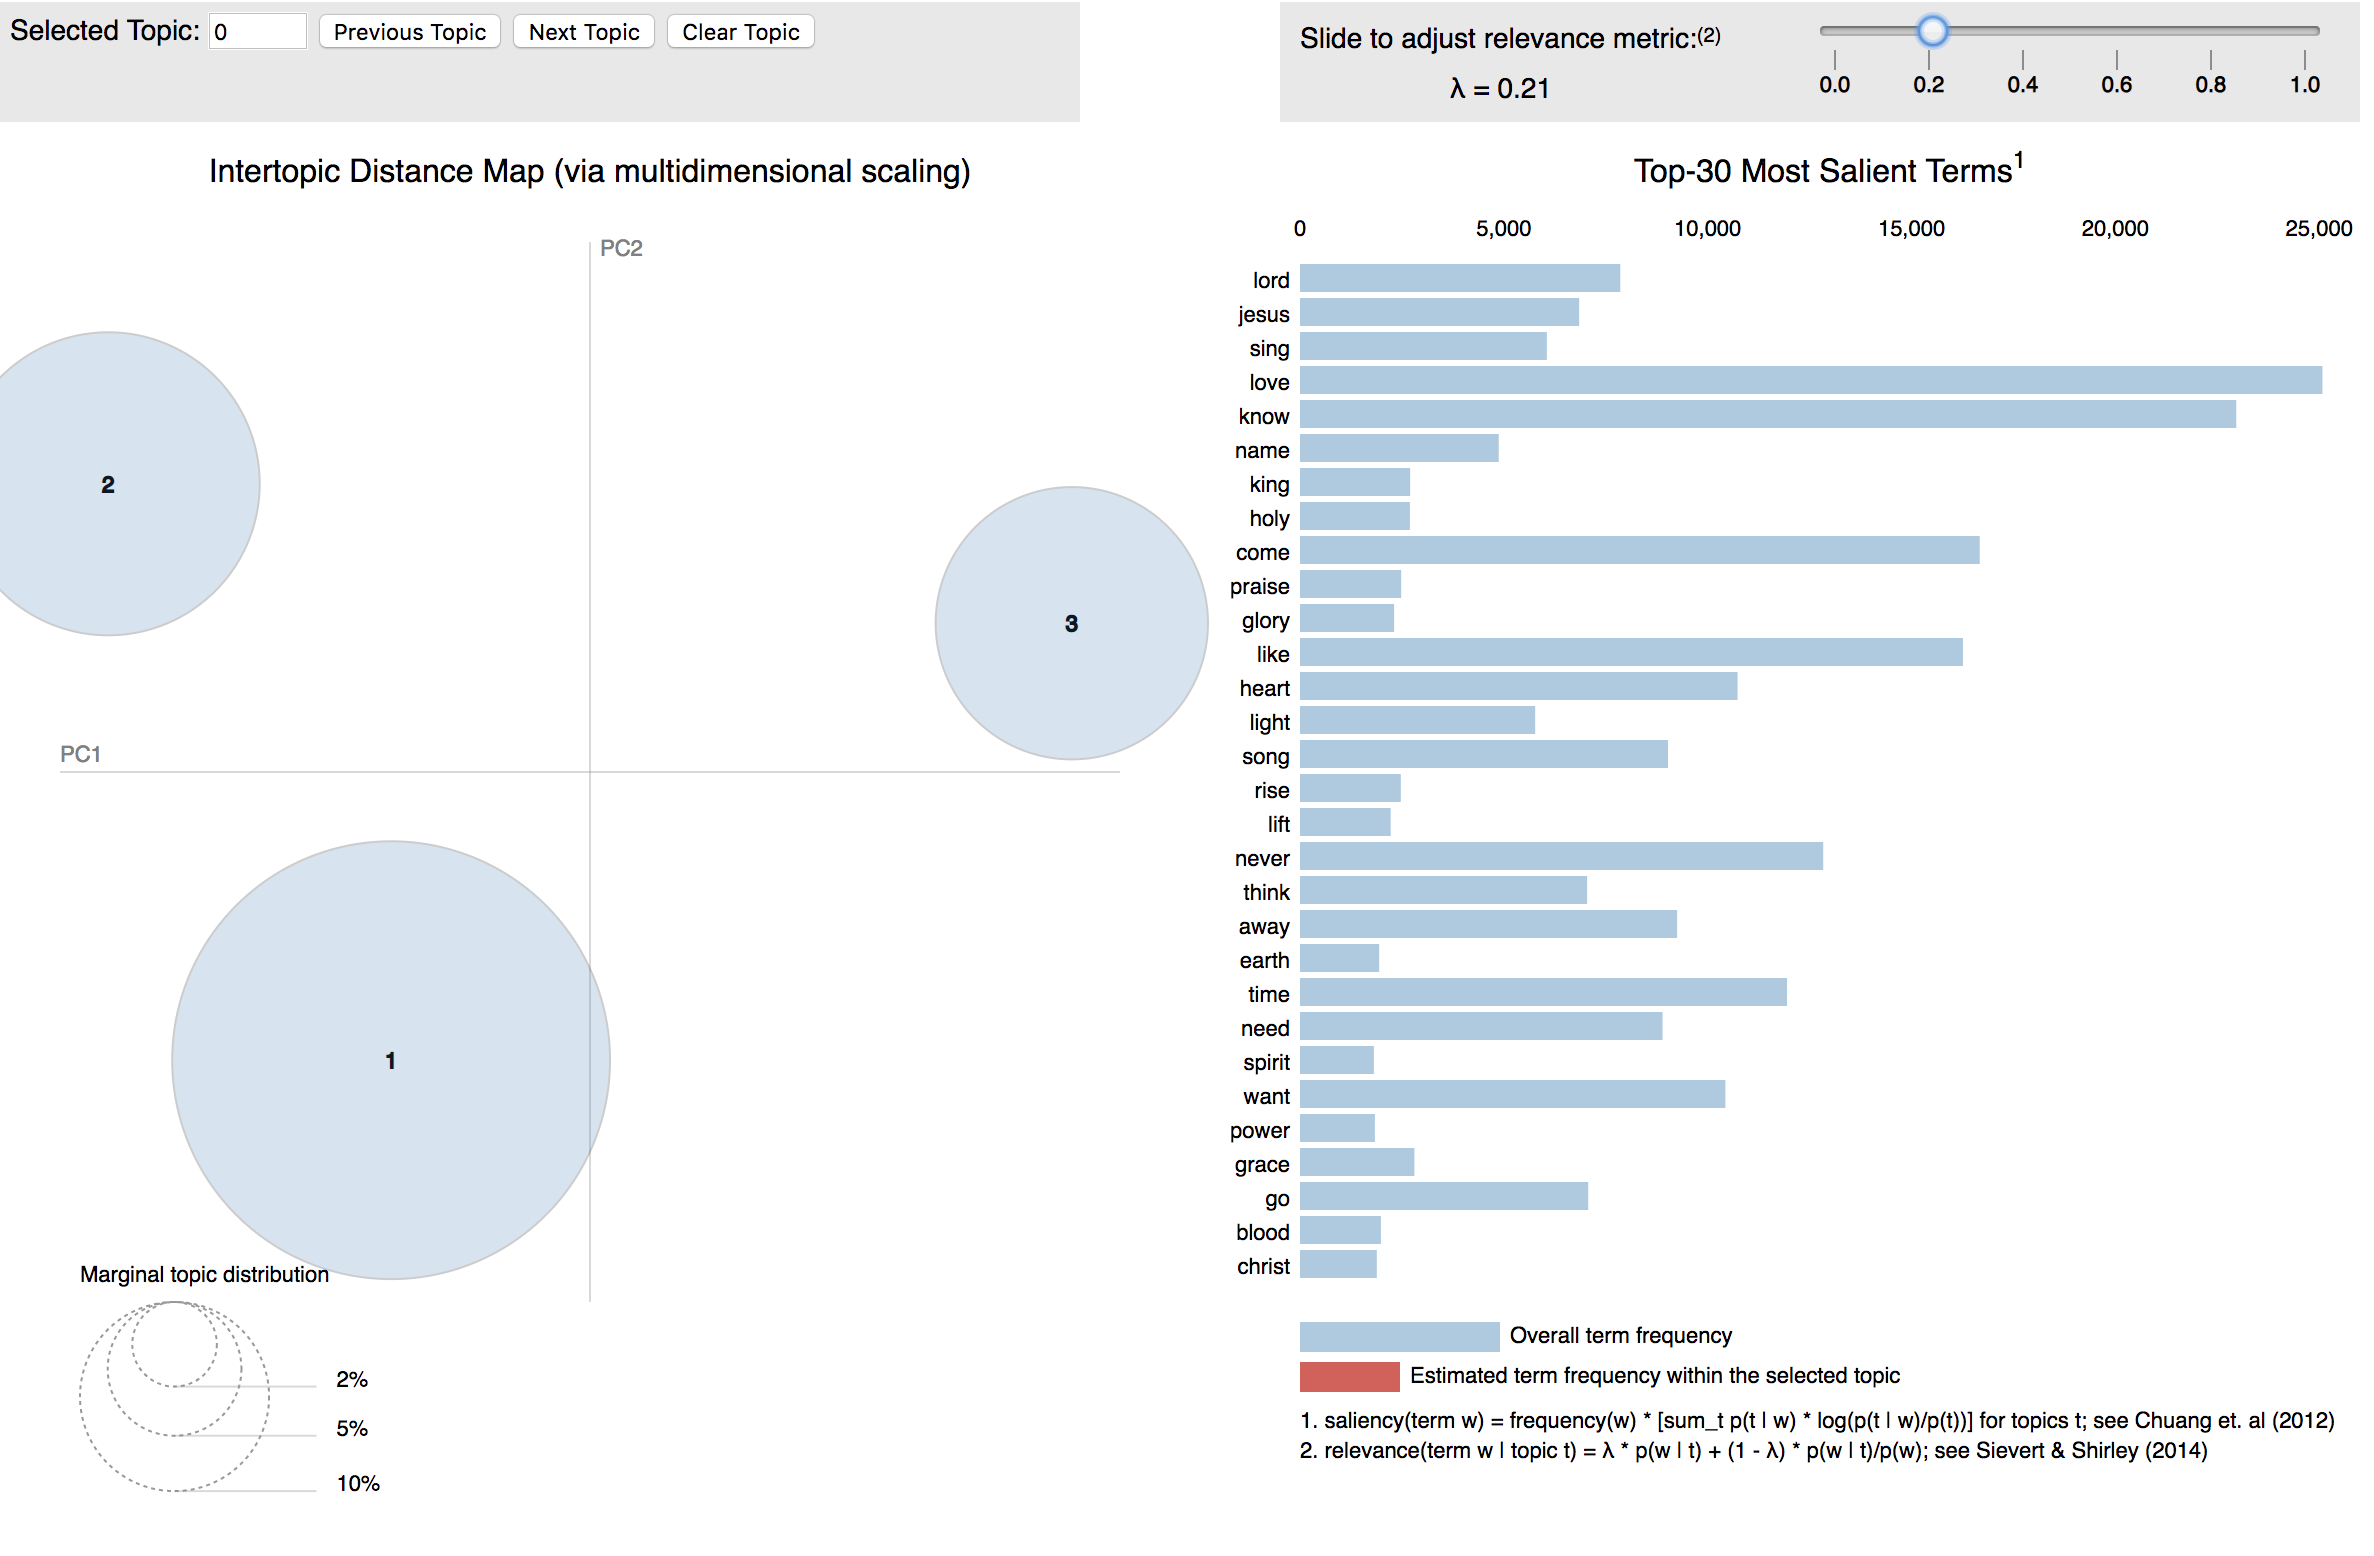 Selected Topic: 0 Previous Topic Next Topic Clear Topic
Slide to adjust relevance metric:(2)
λ = 0.21
0.0 0.2 0.4 0.6 0.8 1.0
Intertopic Distance Map (via multidimensional scaling)
PC2
PC1
2
3
1
Marginal topic distribution
2%
5%
10%
Top-30 Most Salient Terms1
0 5,000 10,000 15,000 20,000 25,000
lord
jesus
sing
love
know
name
king
holy
come
praise
glory
like
heart
light
song
rise
lift
never
think
away
earth
time
need
spirit
want
power
grace
go
blood
christ
Overall term frequency
Estimated term frequency within the selected topic
1. saliency(term w) = frequency(w) * [sum_t p(t | w) * log(p(t | w)/p(t))] for topics t; see Chuang et. al (2012)
2. relevance(term w | topic t) = λ * p(w | t) + (1 - λ) * p(w | t)/p(w); see Sievert & Shirley (2014)